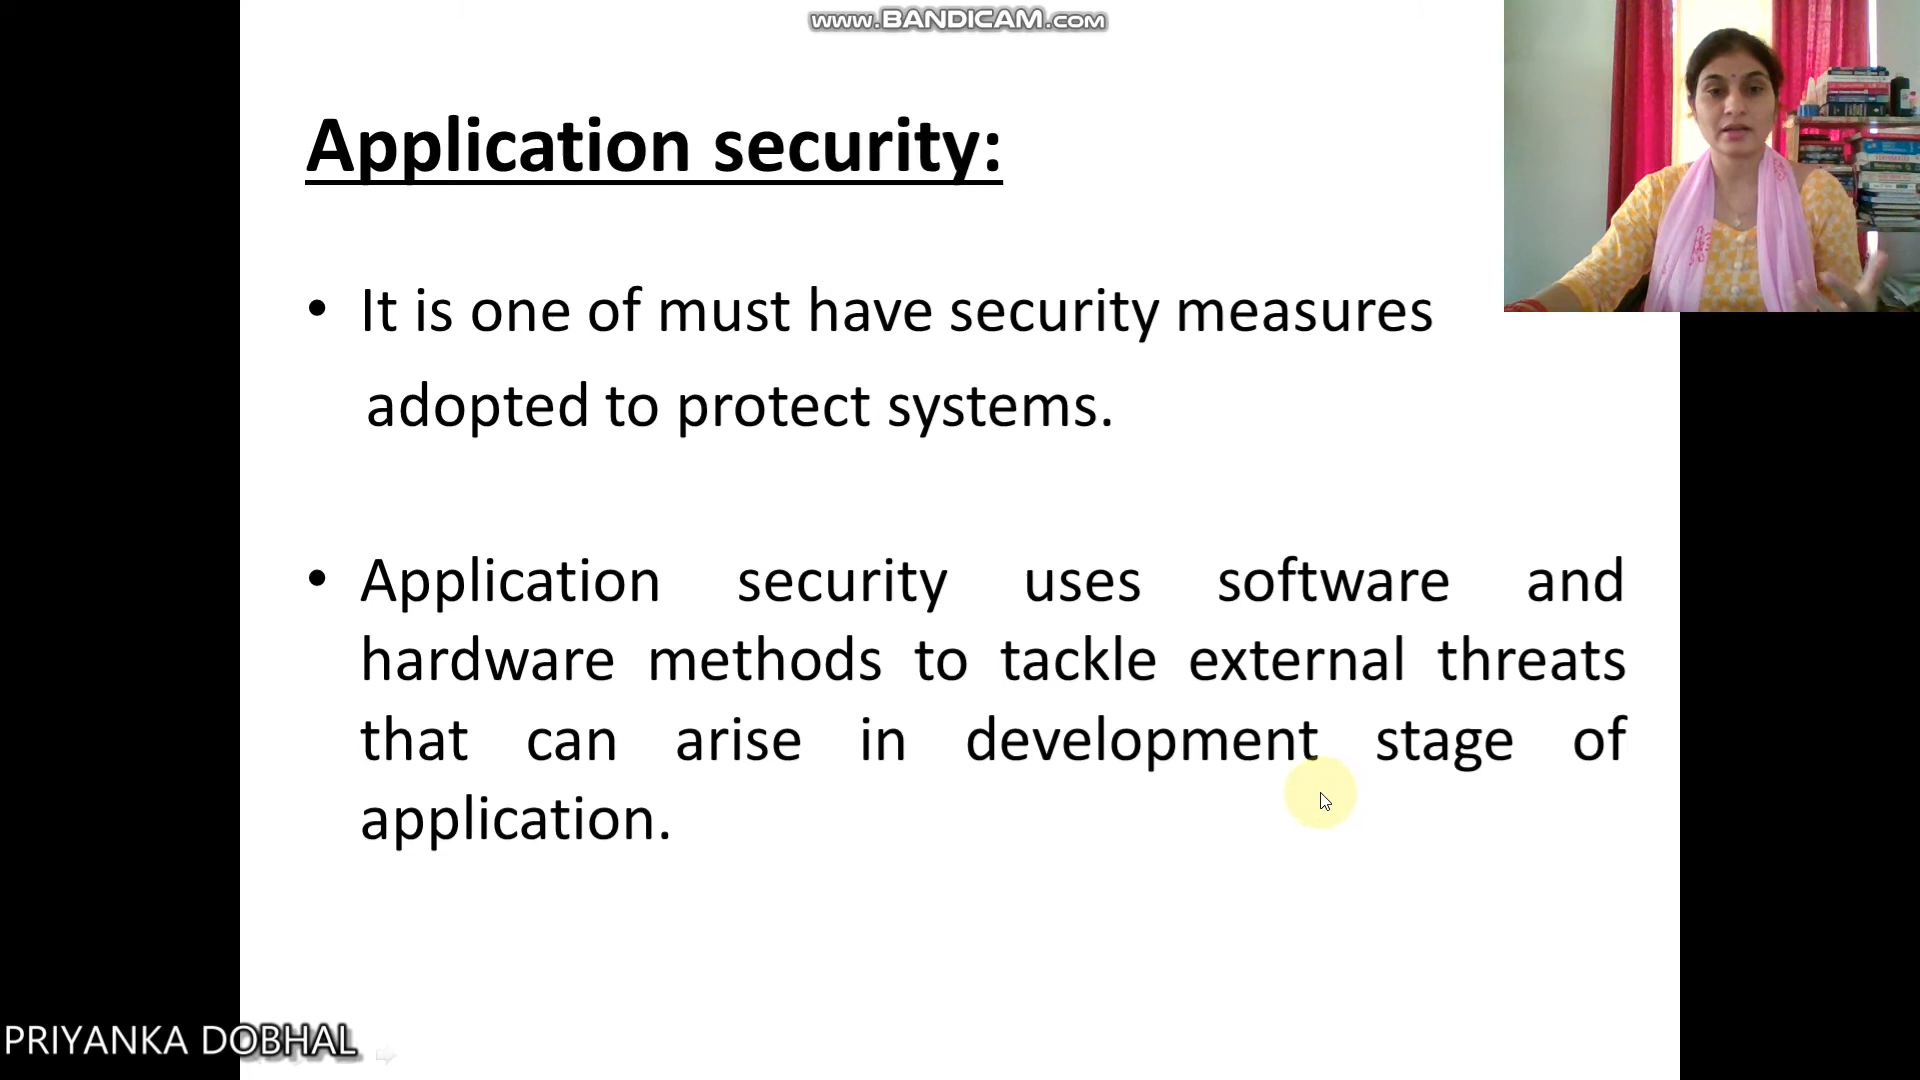 www.BANDICAM.com
Application security:
• It is one of must have security measures
adopted to protect systems.
• Application security uses software and
hardware methods to tackle external threats
that can arise in development stage of
application.
PRIYANKA DOBHAL